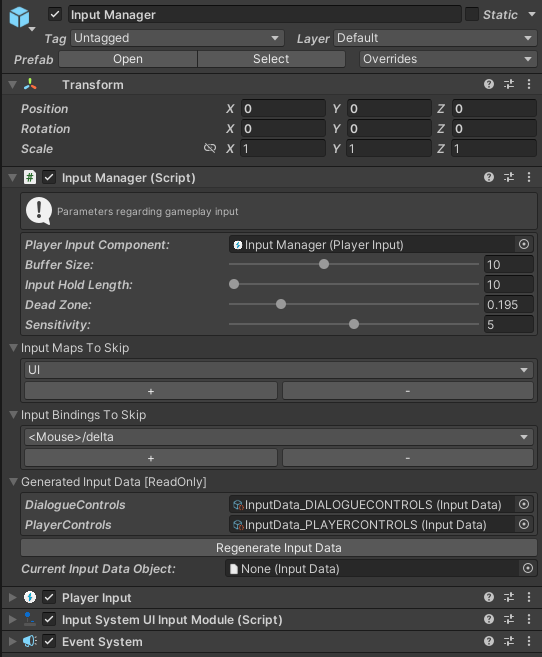 Input Manager Static
Tag Untagged Layer Default
Prefab Open Select Overrides
Transform
Position X 0 Y 0 Z 0
Rotation X 0 Y 0 Z 0
Scale X 1 Y 1 Z 1
# Input Manager (Script)
Parameters regarding gameplay input
Player Input Component: Input Manager (Player Input)
Buffer Size: 10
Input Hold Length: 10
Dead Zone: 0.195
Sensitivity: 5
Input Maps To Skip
UI
+ -
Input Bindings To Skip
<Mouse>/delta
+ -
Generated Input Data [ReadOnly]
DialogueControls InputData_DIALOGUECONTROLS (Input Data)
PlayerControls InputData_PLAYERCONTROLS (Input Data)
Regenerate Input Data
Current Input Data Object: None (Input Data)
Player Input
Input System UI Input Module (Script)
Event System